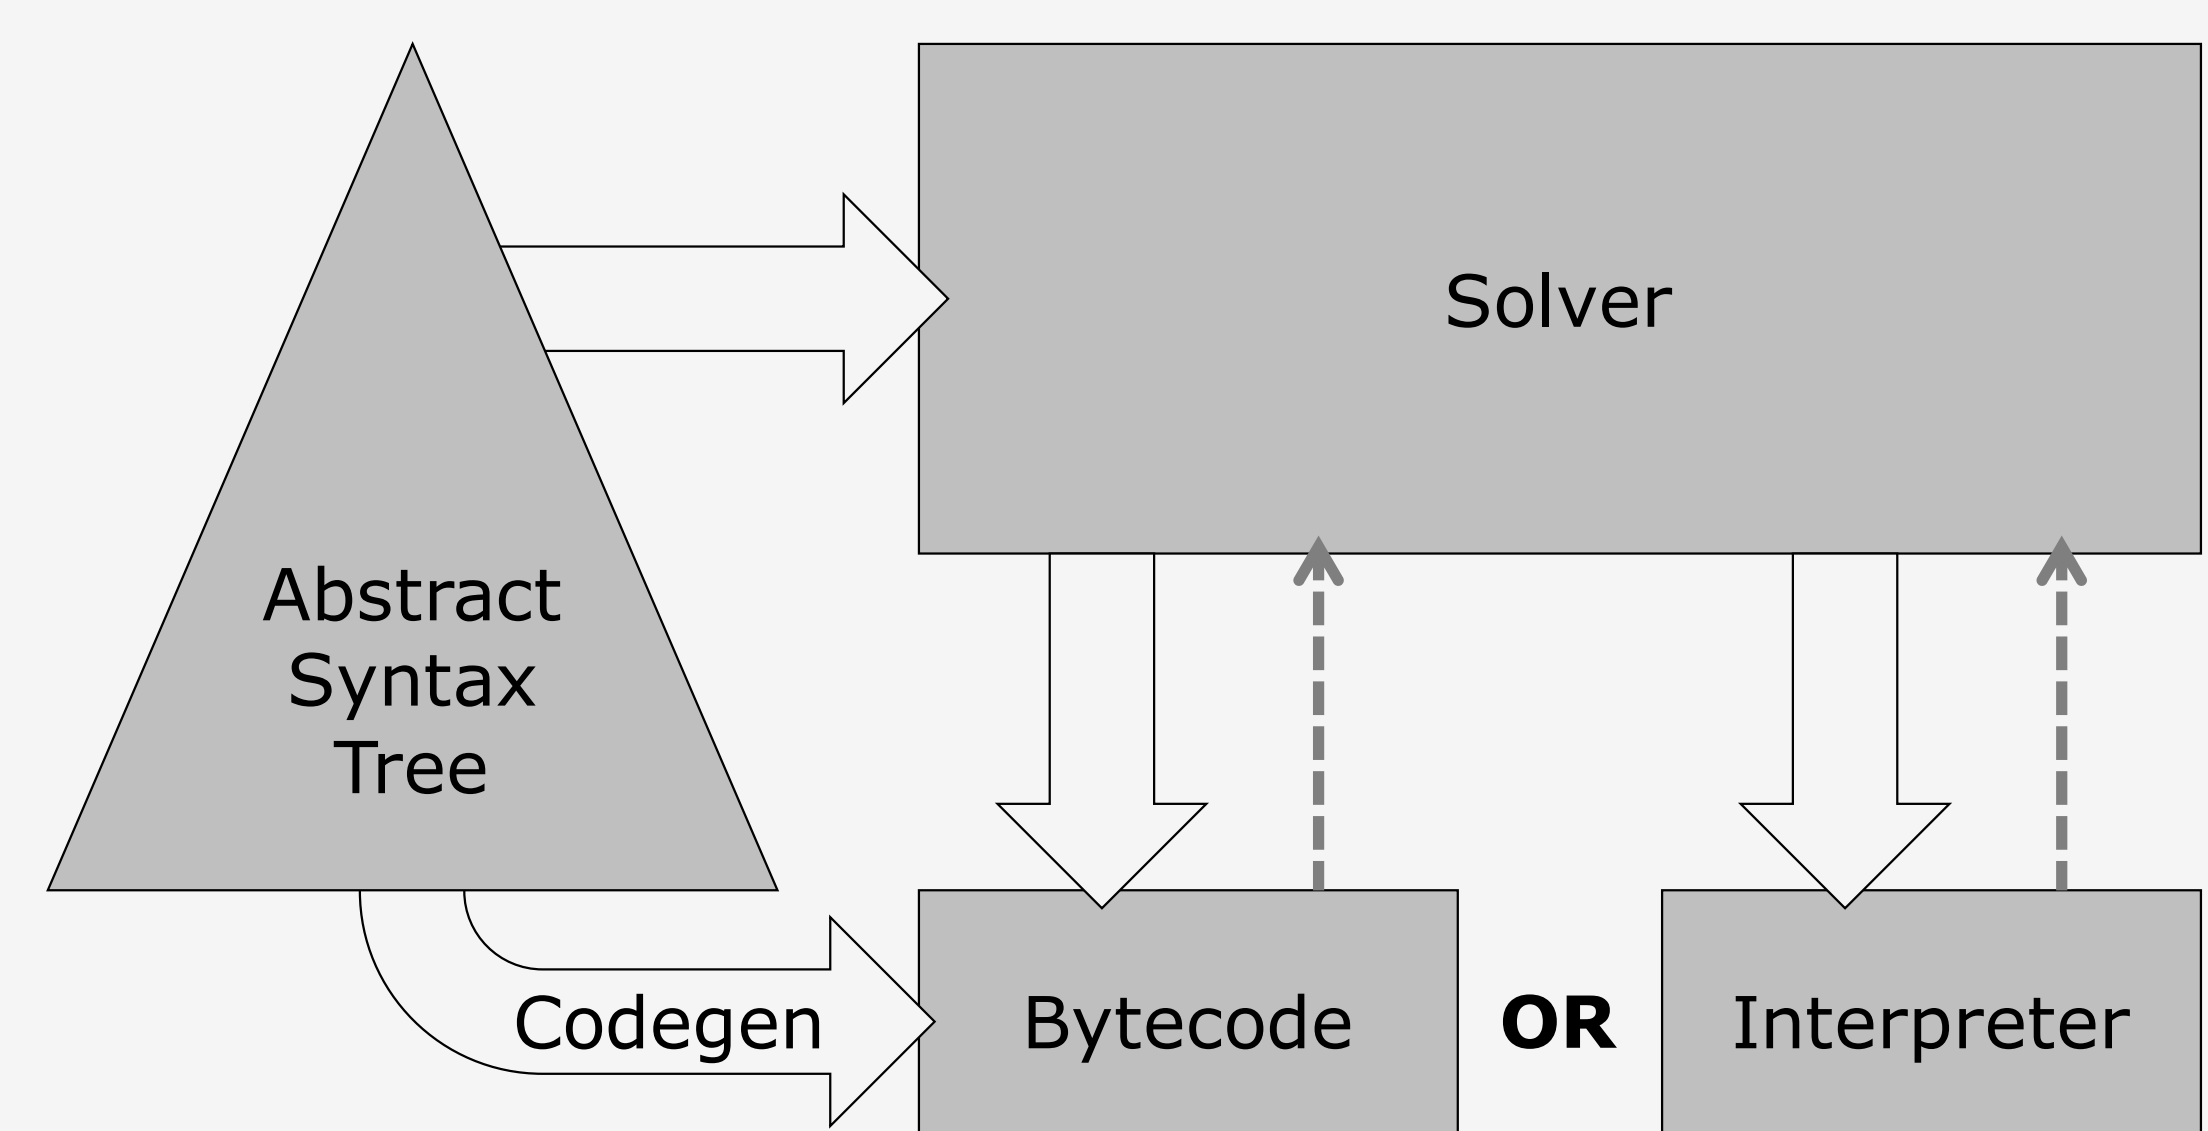 Solver
Abstract
Syntax
Tree
Codegen
Bytecode
OR
Interpreter